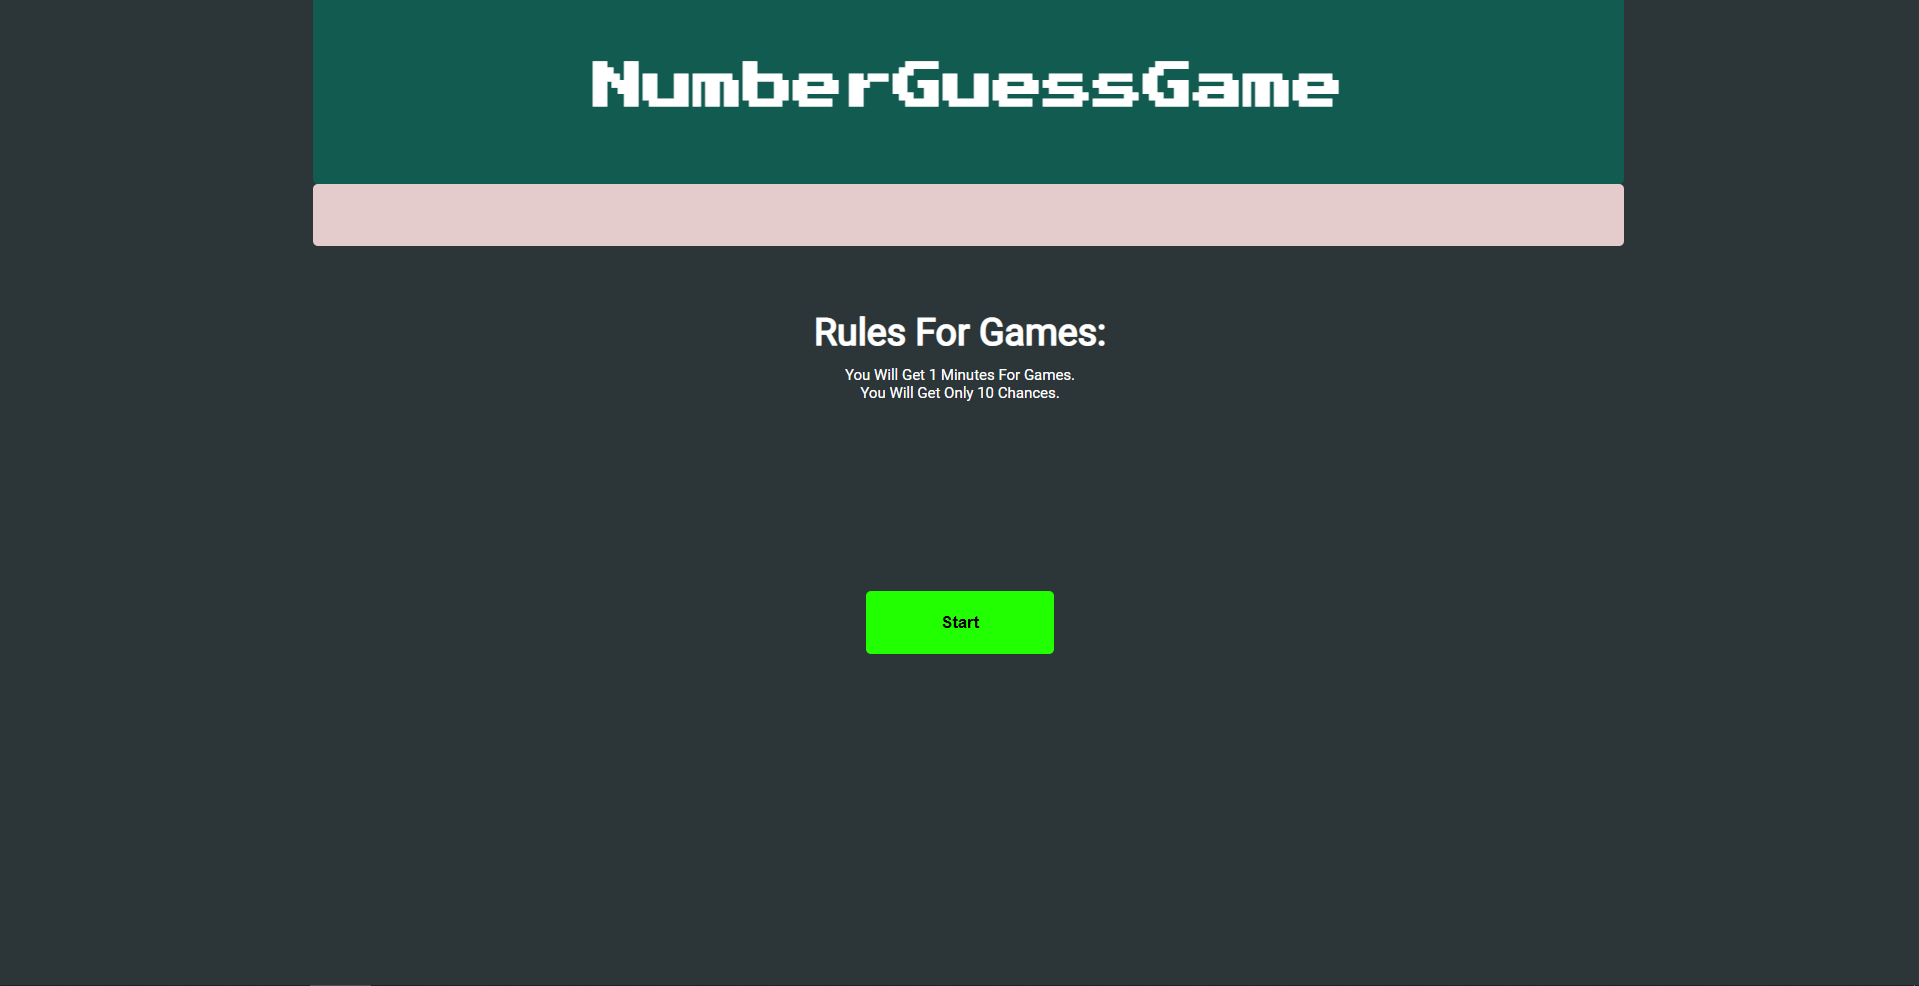 NumberGuessGame
Rules For Games:
You Will Get 1 Minutes For Games.
You Will Get Only 10 Chances.
Start